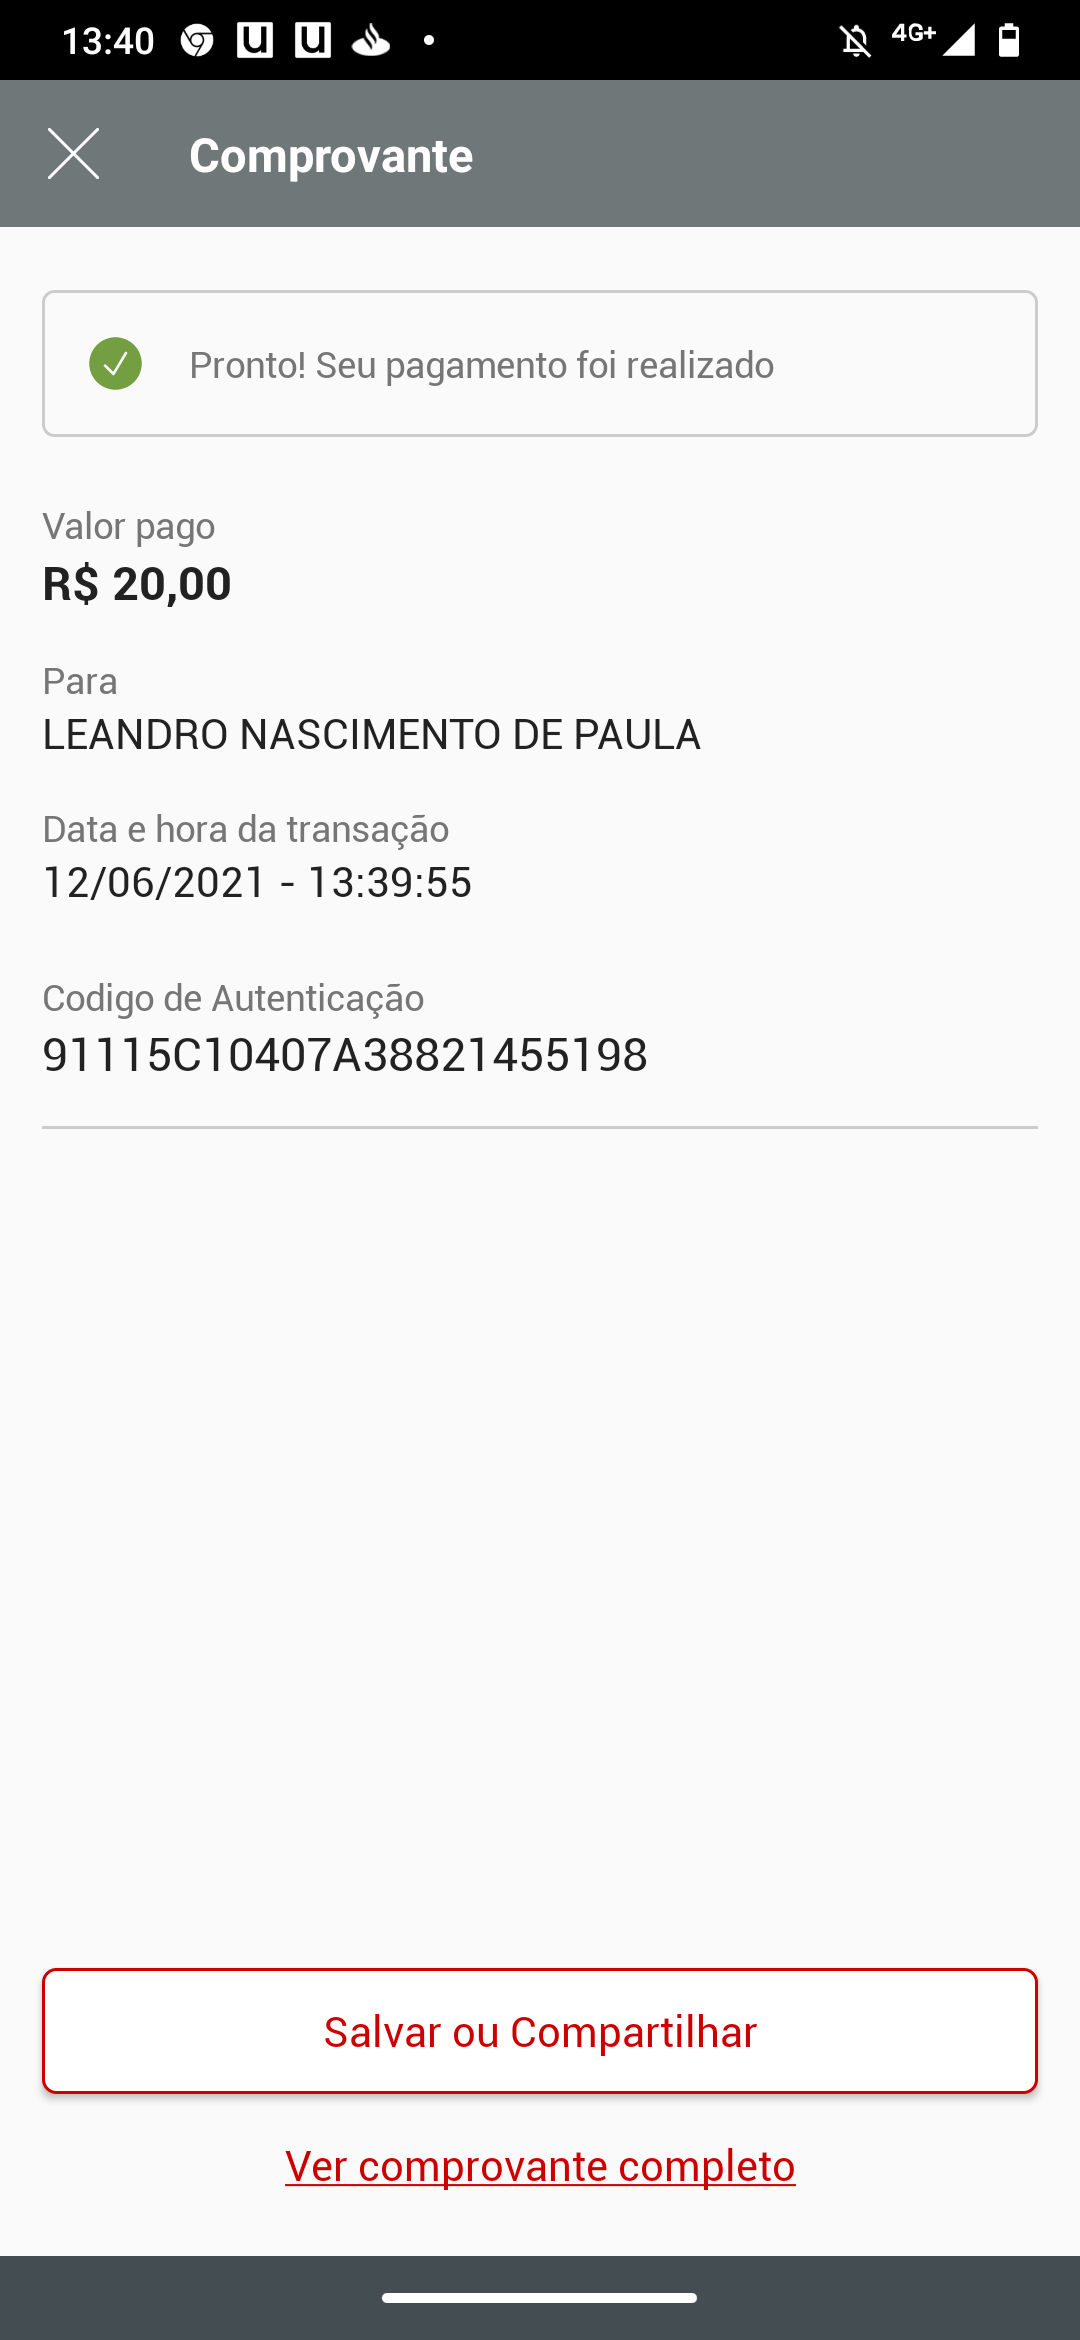 13:40
4G+
Comprovante
Pronto! Seu pagamento foi realizado
Valor pago
R$ 20,00
Para
LEANDRO NASCIMENTO DE PAULA
Data e hora da transação
12/06/2021 - 13:39:55
Codigo de Autenticação
91115C10407A38821455198
Salvar ou Compartilhar
Ver comprovante completo